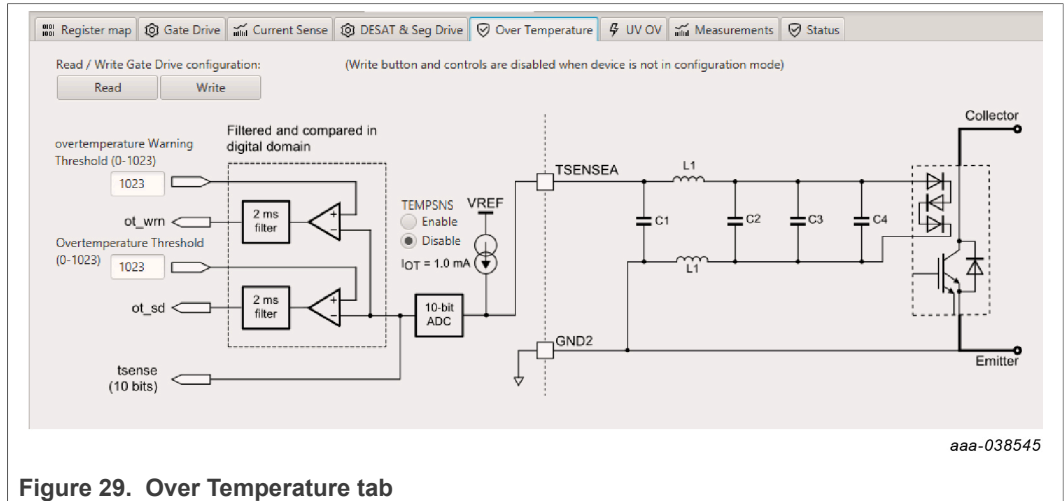 Register map Gate Drive Current Sense DESAT & Seg Drive Over Temperature UV OV Measurements Status
Read / Write Gate Drive configuration: (Write button and controls are disabled when device is not in configuration mode)
Read Write
Collector
Filtered and compared in
digital domain
overtemperature Warning
Threshold (0-1023)
1023
ot_wrn
2 ms
filter
+
−
Overtemperature Threshold
(0-1023)
1023
ot_sd
2 ms
filter
+
−
tsense
(10 bits)
TEMPSNS
Enable
Disable
IOT = 1.0 mA
VREF
10-bit
ADC
TSENSEA
L1
C1 C2 C3 C4
L1
GND2
Emitter
aaa-038545
Figure 29. Over Temperature tab